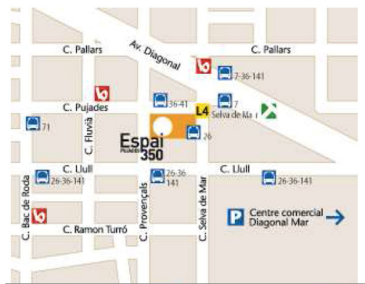 C. Pallars
Av. Diagonal
C. Pallars
7-36-141
36-41
7
L4
Selva de Mar
C. Pujades
71
C. Fluvià
Espai
350
26
C. Llull
C. Llull
26-36-141
26-36
141
26-36-141
C. Bac de Roda
C. Provençals
C. Selva de Mar
C. Ramon Turró
P
Centre comercial
Diagonal Mar